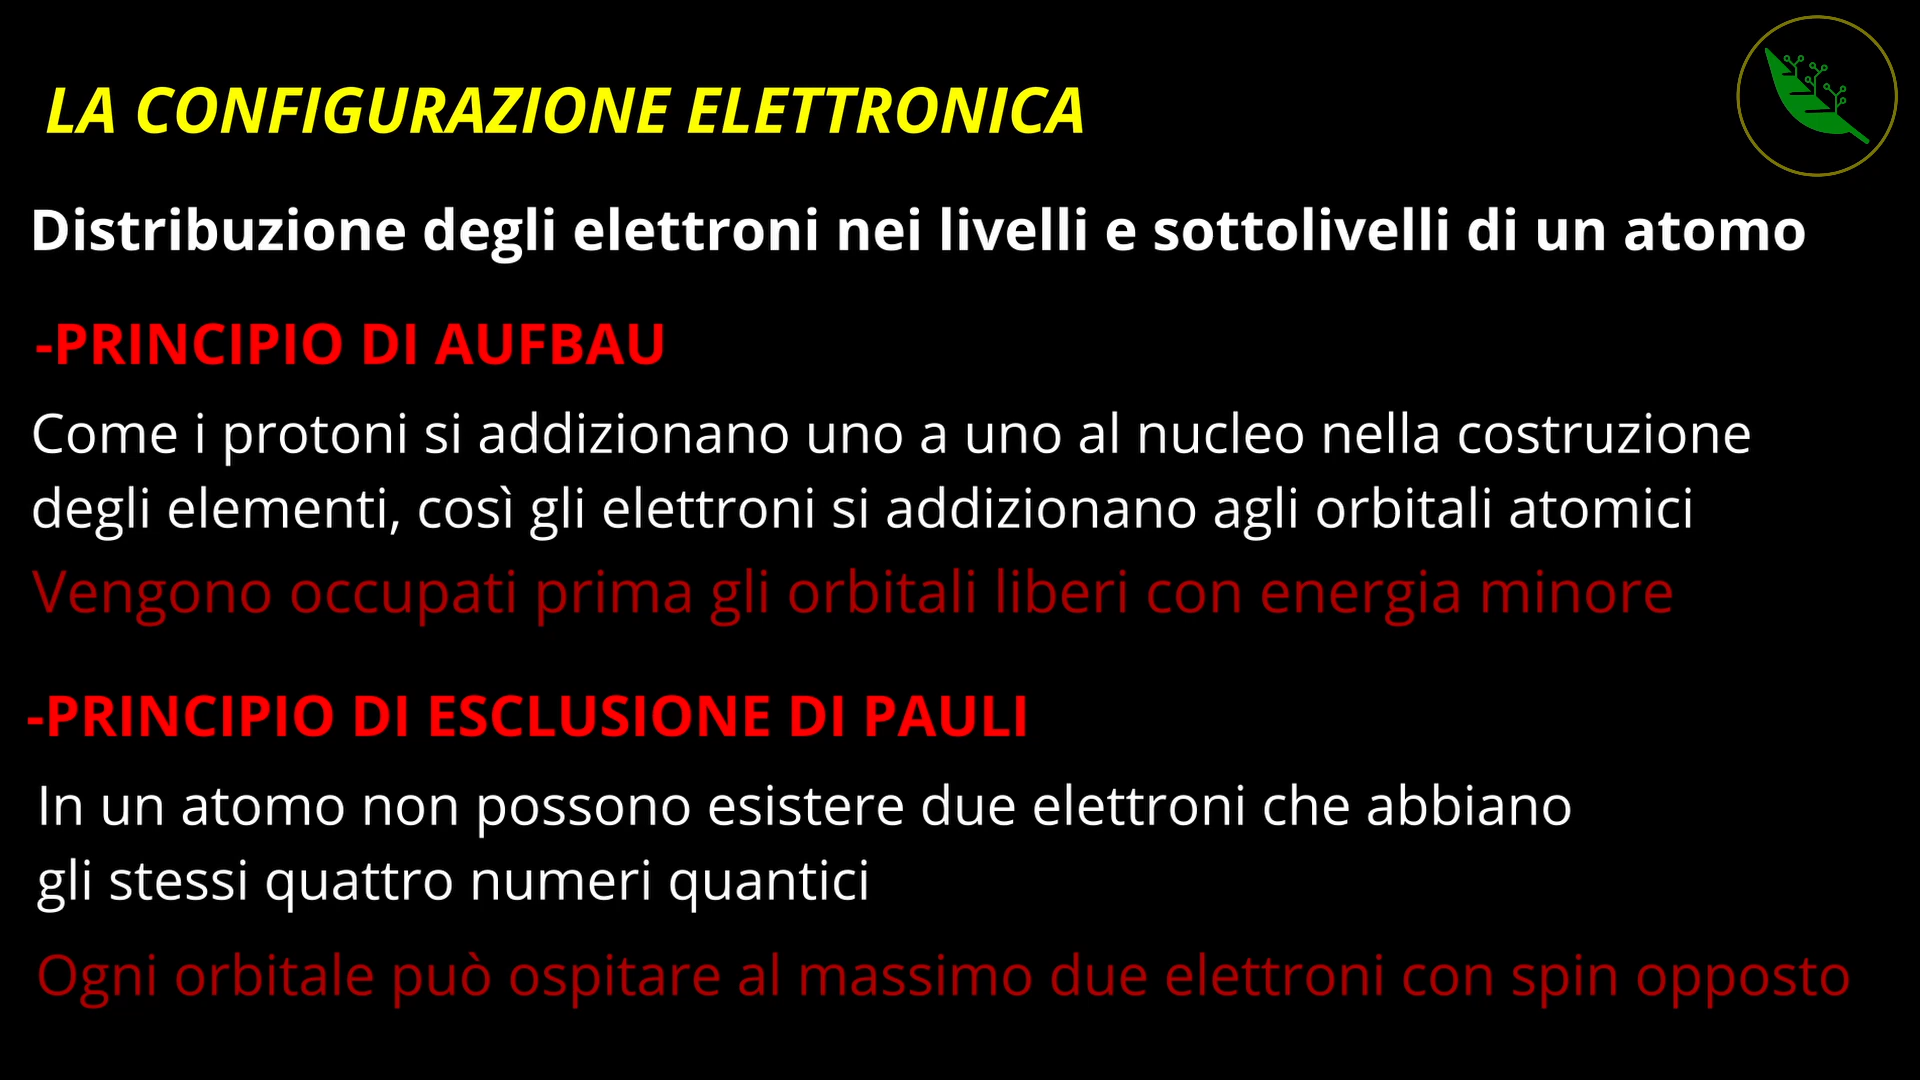 LA CONFIGURAZIONE ELETTRONICA
Distribuzione degli elettroni nei livelli e sottolivelli di un atomo
-PRINCIPIO DI AUFBAU
Come i protoni si addizionano uno a uno al nucleo nella costruzione
degli elementi, così gli elettroni si addizionano agli orbitali atomici
Vengono occupati prima gli orbitali liberi con energia minore
-PRINCIPIO DI ESCLUSIONE DI PAULI
In un atomo non possono esistere due elettroni che abbiano
gli stessi quattro numeri quantici
Ogni orbitale può ospitare al massimo due elettroni con spin opposto